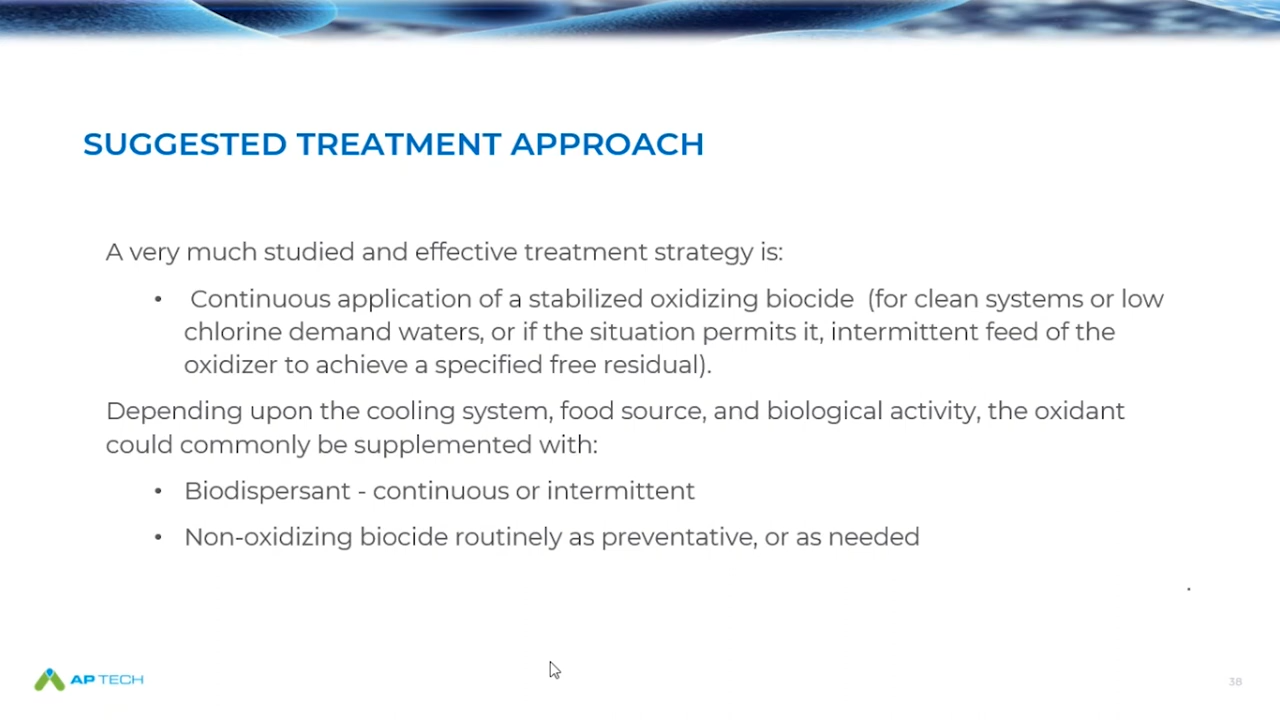 SUGGESTED TREATMENT APPROACH
A very much studied and effective treatment strategy is:
• Continuous application of a stabilized oxidizing biocide (for clean systems or low
chlorine demand waters, or if the situation permits it, intermittent feed of the
oxidizer to achieve a specified free residual).
Depending upon the cooling system, food source, and biological activity, the oxidant
could commonly be supplemented with:
• Biodispersant - continuous or intermittent
• Non-oxidizing biocide routinely as preventative, or as needed
.
AP TECH
38